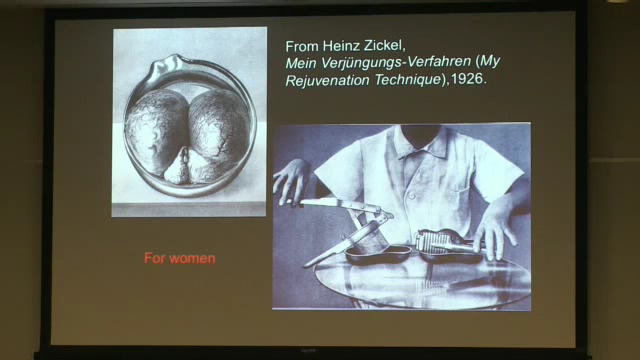 From Heinz Zickel,
Mein Verjüngungs-Verfahren (My
Rejuvenation Technique),1926.
For women